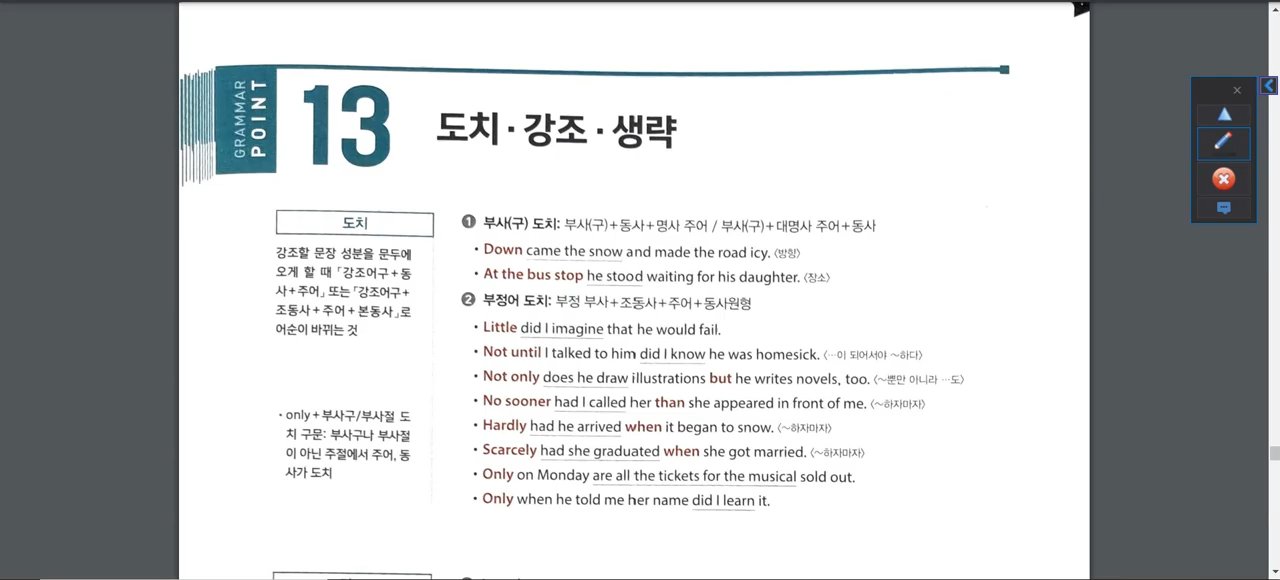 GRAMMAR
POINT
13
도치·강조·생략
도치
강조할 문장 성분을 문두에
오게 할 때 「강조어구+동
사+주어」 또는 「강조어구+
조동사+주어+본동사」로
어순이 바뀌는 것
• only+부사구/부사절 도
치 구문: 부사구나 부사절
이 아닌 주절에서 주어, 동
사가 도치
❶ 부사(구) 도치: 부사(구)+동사+명사 주어 / 부사(구)+대명사 주어+동사
• Down came the snow and made the road icy. 〈방향〉
• At the bus stop he stood waiting for his daughter. 〈장소〉
❷ 부정어 도치: 부정 부사+조동사+주어+동사원형
• Little did I imagine that he would fail.
• Not until I talked to him did I know he was homesick. 〈…이 되어서야 ~하다〉
• Not only does he draw illustrations but he writes novels, too. 〈~뿐만 아니라 …도〉
• No sooner had I called her than she appeared in front of me. 〈~하자마자〉
• Hardly had he arrived when it began to snow. 〈~하자마자〉
• Scarcely had she graduated when she got married. 〈~하자마자〉
• Only on Monday are all the tickets for the musical sold out.
• Only when he told me her name did I learn it.